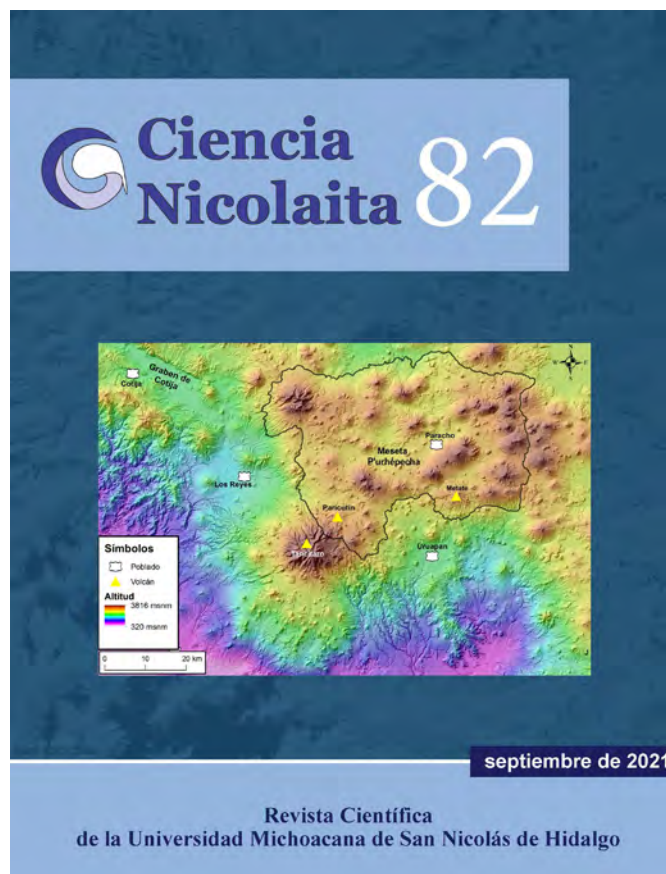 Ciencia
Nicolaita 82
Graben de
Cotija
Cotija
Paracho
Meseta
P'urhépecha
Los Reyes
Metate
Paricutín
Uruapan
Símbolos
Poblado
Volcán
Altitud
3816 msnm
320 msnm
0 10 20 km
septiembre de 2021
Revista Científica
de la Universidad Michoacana de San Nicolás de Hidalgo